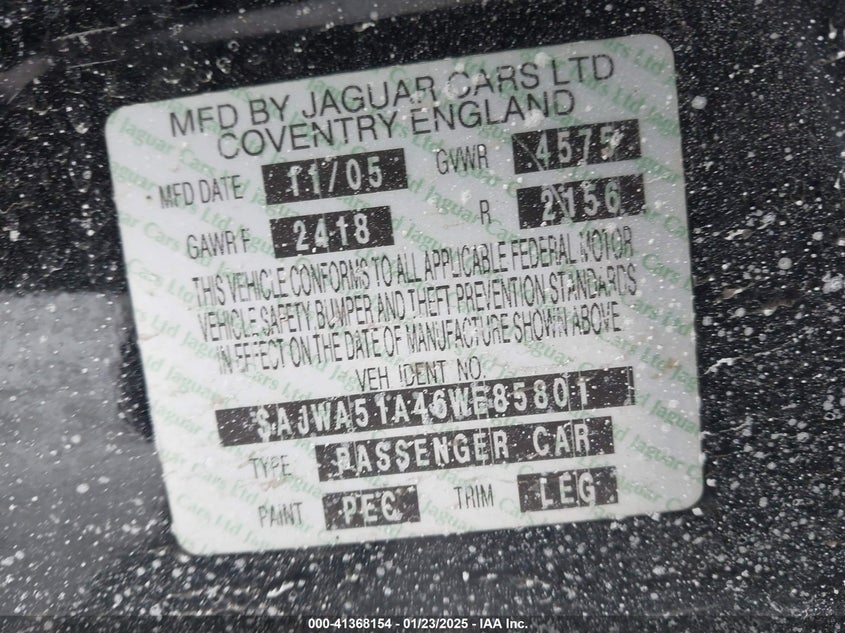 MFD BY JAGUAR CARS LTD
COVENTRY ENGLAND
MFD DATE 11/05 GVWR 4575
GAWR F 2418 R 2156
THIS VEHICLE CONFORMS TO ALL APPLICABLE FEDERAL MOTOR
VEHICLE SAFETY BUMPER AND THEFT PREVENTION STANDARDS
IN EFFECT ON THE DATE OF MANUFACTURE SHOWN ABOVE
VEH IDENT NO.
SAJWA51A46WE85801
TYPE PASSENGER CAR
PAINT PEC TRIM LEG
000-41368154 — 01/23/2025 - IAA Inc.